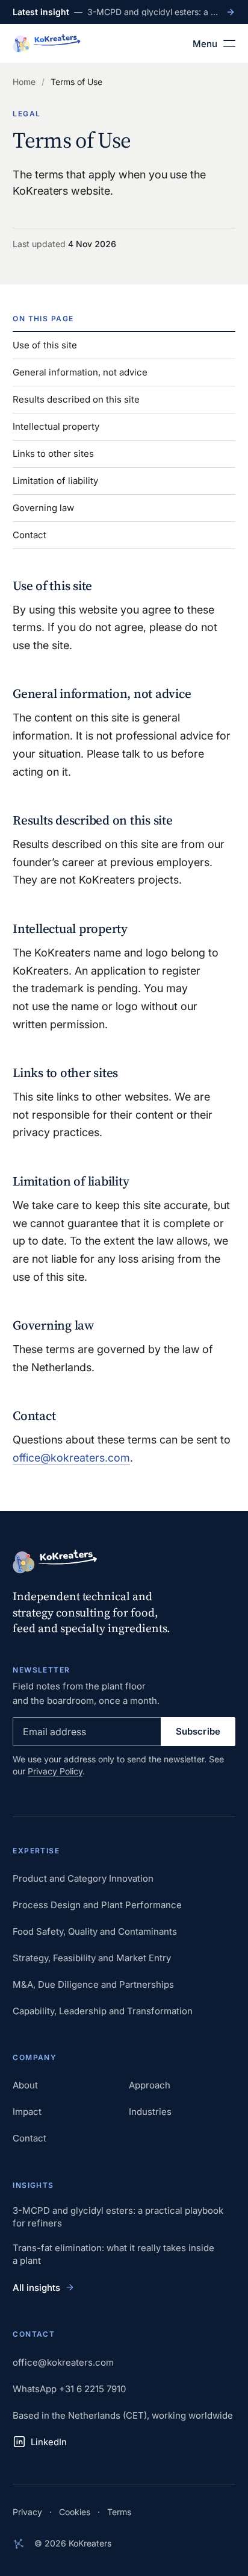 Latest insight — 3-MCPD and glycidyl esters: a ...
KoKreaters
Menu
Home / Terms of Use
LEGAL
Terms of Use
The terms that apply when you use the
KoKreaters website.
Last updated 4 Nov 2026
ON THIS PAGE
Use of this site
General information, not advice
Results described on this site
Intellectual property
Links to other sites
Limitation of liability
Governing law
Contact
Use of this site
By using this website you agree to these
terms. If you do not agree, please do not
use the site.
General information, not advice
The content on this site is general
information. It is not professional advice for
your situation. Please talk to us before
acting on it.
Results described on this site
Results described on this site are from our
founder’s career at previous employers.
They are not KoKreaters projects.
Intellectual property
The KoKreaters name and logo belong to
KoKreaters. An application to register
the trademark is pending. You may
not use the name or logo without our
written permission.
Links to other sites
This site links to other websites. We are
not responsible for their content or their
privacy practices.
Limitation of liability
We take care to keep this site accurate, but
we cannot guarantee that it is complete or
up to date. To the extent the law allows, we
are not liable for any loss arising from the
use of this site.
Governing law
These terms are governed by the law of
the Netherlands.
Contact
Questions about these terms can be sent to
office@kokreaters.com.
KoKreaters
Independent technical and
strategy consulting for food,
feed and specialty ingredients.
NEWSLETTER
Field notes from the plant floor
and the boardroom, once a month.
Email address Subscribe
We use your address only to send the newsletter. See
our Privacy Policy.
EXPERTISE
Product and Category Innovation
Process Design and Plant Performance
Food Safety, Quality and Contaminants
Strategy, Feasibility and Market Entry
M&A, Due Diligence and Partnerships
Capability, Leadership and Transformation
COMPANY
About Approach
Impact Industries
Contact
INSIGHTS
3-MCPD and glycidyl esters: a practical playbook
for refiners
Trans-fat elimination: what it really takes inside
a plant
All insights
CONTACT
office@kokreaters.com
WhatsApp +31 6 2215 7910
Based in the Netherlands (CET), working worldwide
LinkedIn
Privacy · Cookies · Terms
© 2026 KoKreaters